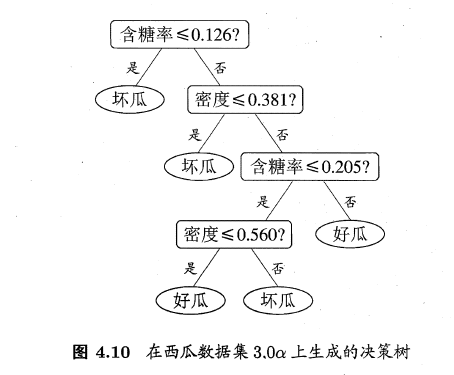 含糖率≤0.126?
是
否
坏瓜
密度≤0.381?
是
否
坏瓜
含糖率≤0.205?
是
否
密度≤0.560?
好瓜
是
否
好瓜
坏瓜
图 4.10 在西瓜数据集 3.0α 上生成的决策树